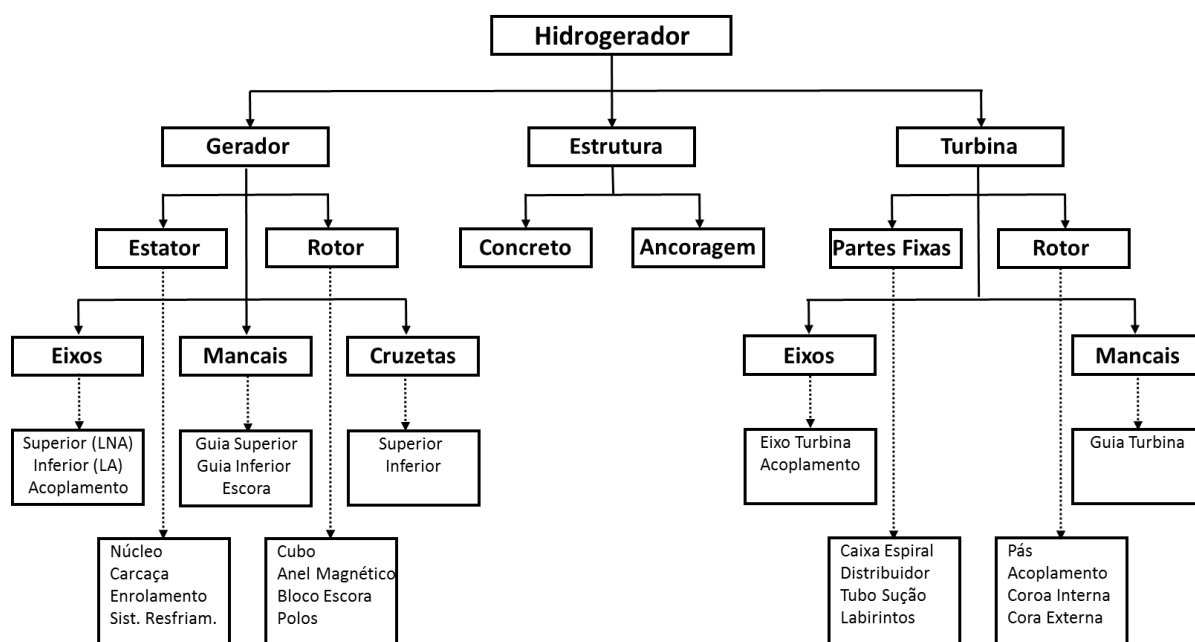 Hidrogerador
Gerador
Estrutura
Turbina
Estator
Rotor
Concreto
Ancoragem
Partes Fixas
Rotor
Eixos
Mancais
Cruzetas
Eixos
Mancais
Superior (LNA)
Inferior (LA)
Acoplamento
Guia Superior
Guia Inferior
Escora
Superior
Inferior
Eixo Turbina
Acoplamento
Guia Turbina
Núcleo
Carcaça
Enrolamento
Sist. Resfriam.
Cubo
Anel Magnético
Bloco Escora
Polos
Caixa Espiral
Distribuidor
Tubo Sução
Labirintos
Pás
Acoplamento
Coroa Interna
Cora Externa